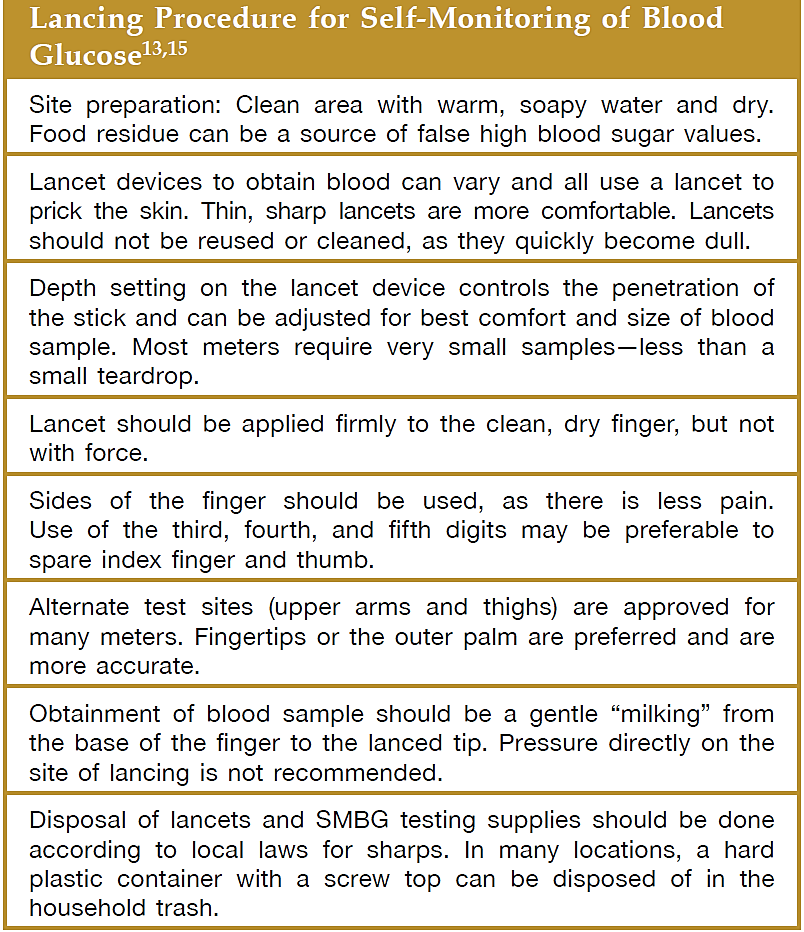 Lancing Procedure for Self-Monitoring of Blood
Glucose13,15
Site preparation: Clean area with warm, soapy water and dry.
Food residue can be a source of false high blood sugar values.
Lancet devices to obtain blood can vary and all use a lancet to
prick the skin. Thin, sharp lancets are more comfortable. Lancets
should not be reused or cleaned, as they quickly become dull.
Depth setting on the lancet device controls the penetration of
the stick and can be adjusted for best comfort and size of blood
sample. Most meters require very small samples—less than a
small teardrop.
Lancet should be applied firmly to the clean, dry finger, but not
with force.
Sides of the finger should be used, as there is less pain.
Use of the third, fourth, and fifth digits may be preferable to
spare index finger and thumb.
Alternate test sites (upper arms and thighs) are approved for
many meters. Fingertips or the outer palm are preferred and are
more accurate.
Obtainment of blood sample should be a gentle “milking” from
the base of the finger to the lanced tip. Pressure directly on the
site of lancing is not recommended.
Disposal of lancets and SMBG testing supplies should be done
according to local laws for sharps. In many locations, a hard
plastic container with a screw top can be disposed of in the
household trash.